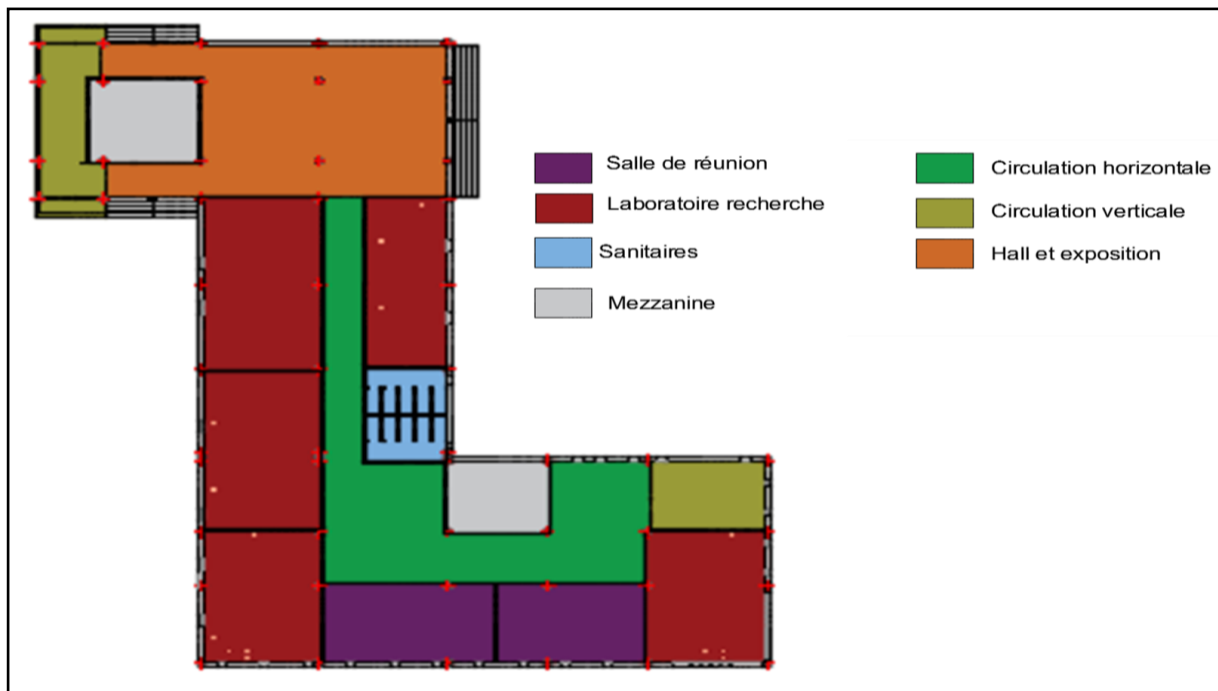 Salle de réunion
Laboratoire recherche
Sanitaires
Mezzanine
Circulation horizontale
Circulation verticale
Hall et exposition